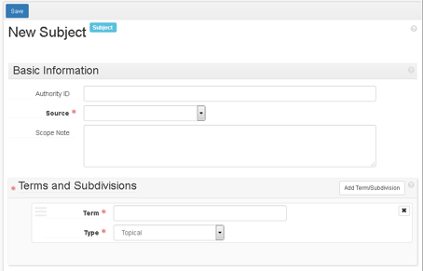 Save
New Subject Subject
Basic Information
Authority ID
Source *
Scope Note
* Terms and Subdivisions Add Term/Subdivision
Term *
Type * Topical